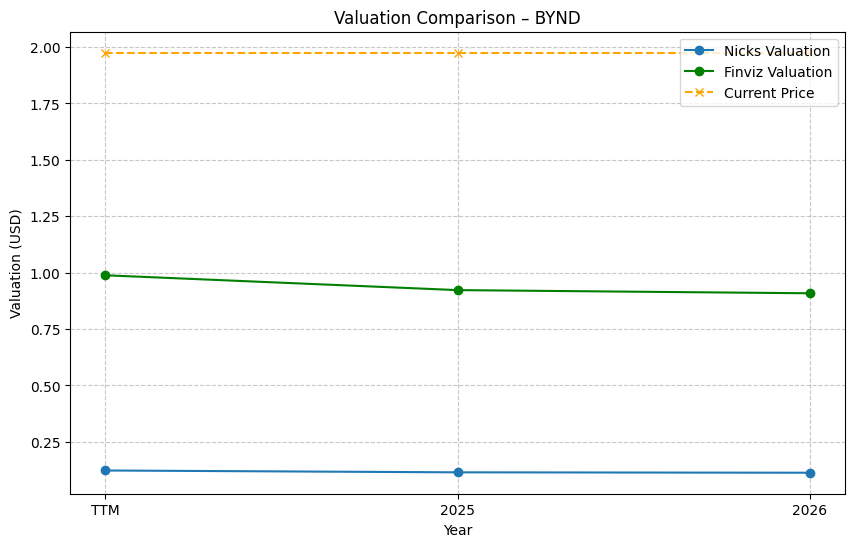 Valuation Comparison – BYND
Nicks Valuation
Finviz Valuation
Current Price
Valuation (USD)
2.00
1.75
1.50
1.25
1.00
0.75
0.50
0.25
TTM
2025
2026
Year